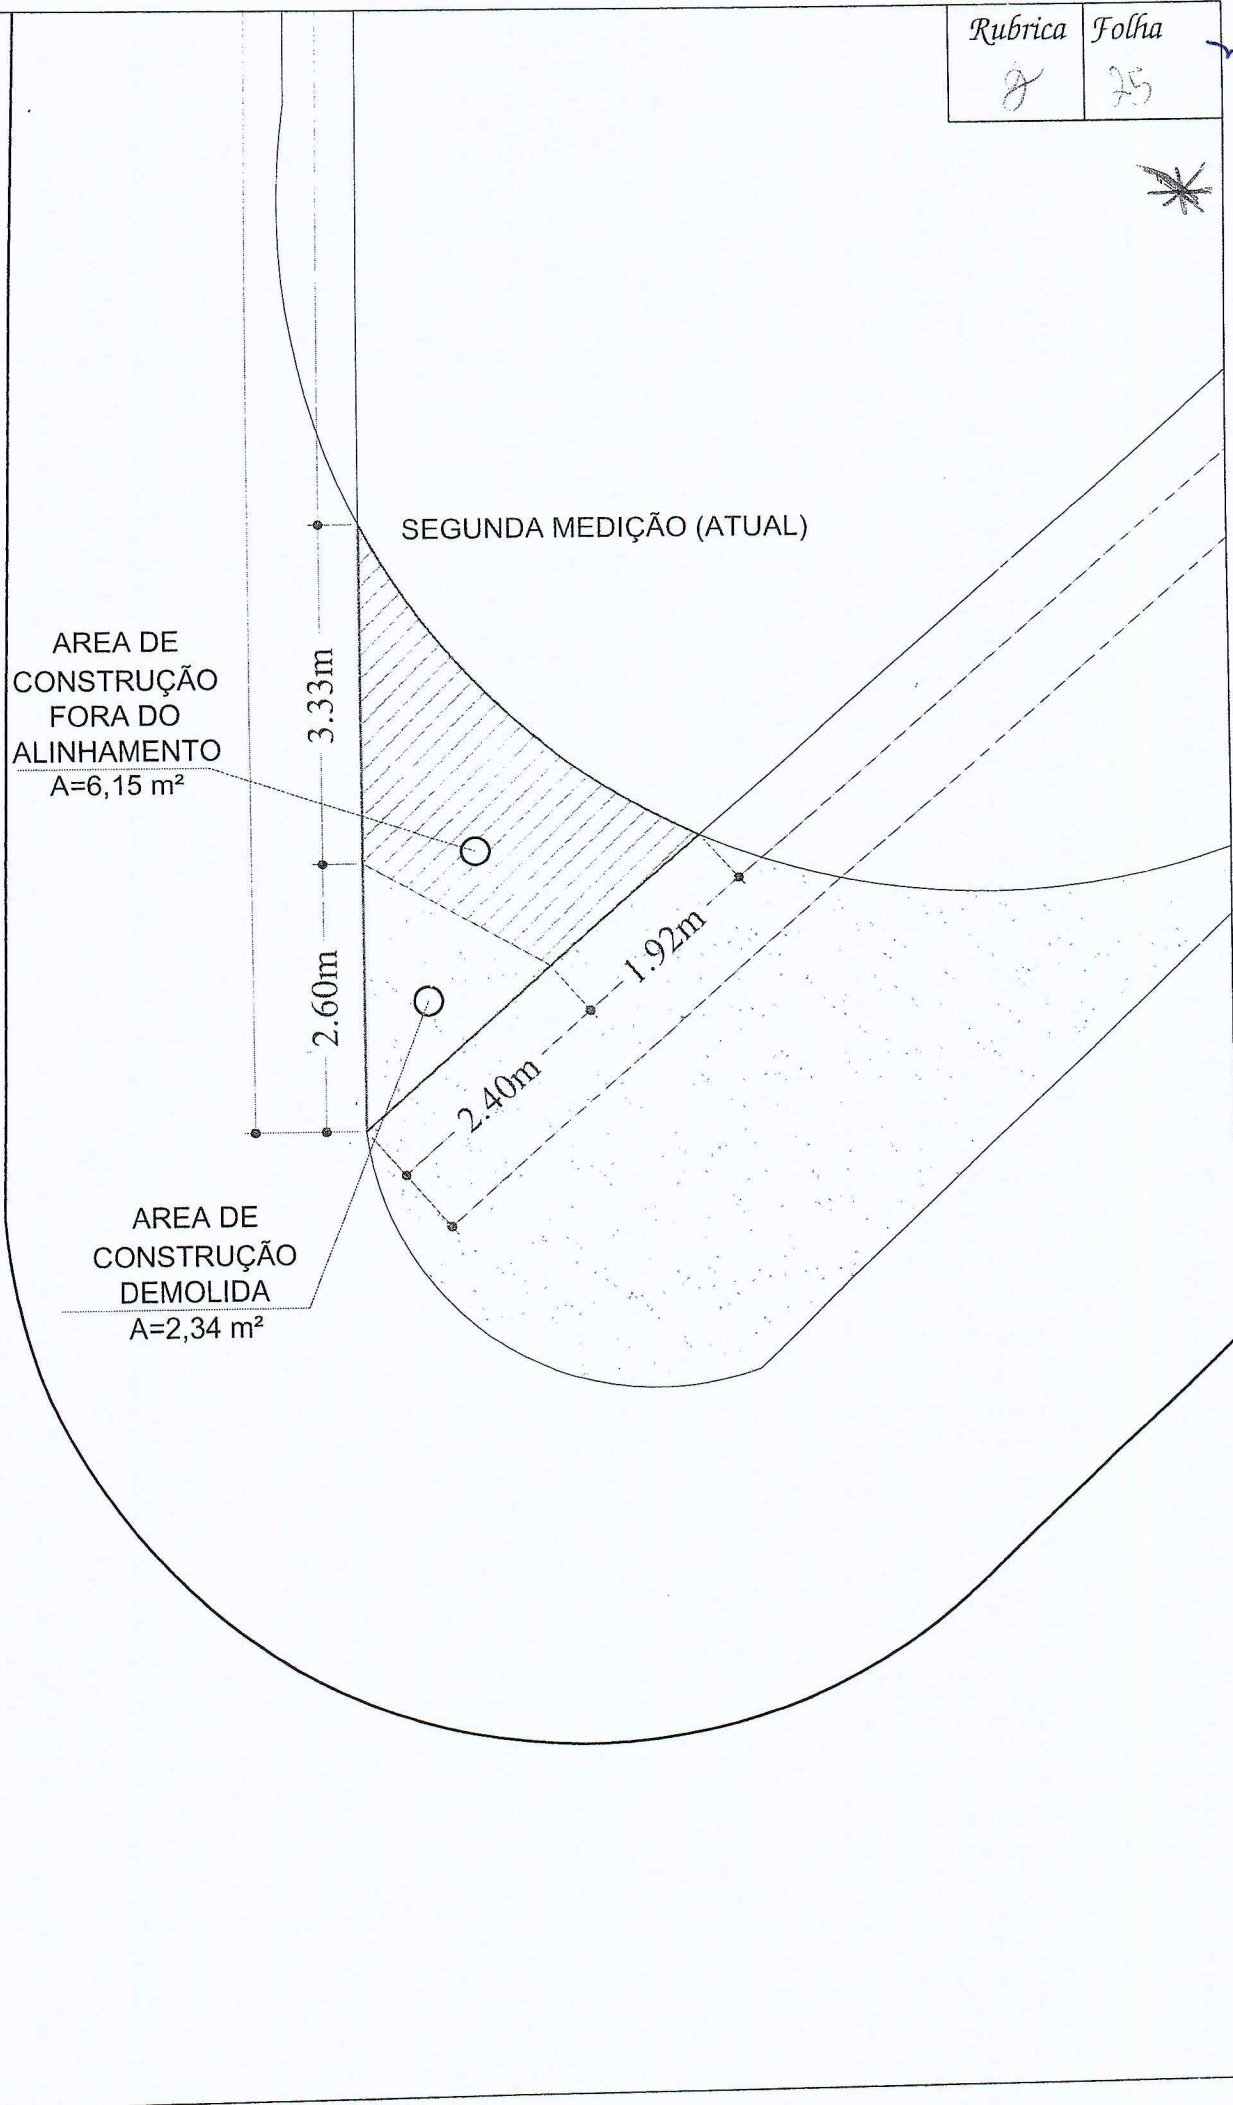 Rubrica Folha
75
SEGUNDA MEDIÇÃO (ATUAL)
AREA DE
CONSTRUÇÃO
FORA DO
ALINHAMENTO
A=6,15 m²
3.33m
2.60m
1.92m
2.40m
AREA DE
CONSTRUÇÃO
DEMOLIDA
A=2,34 m²